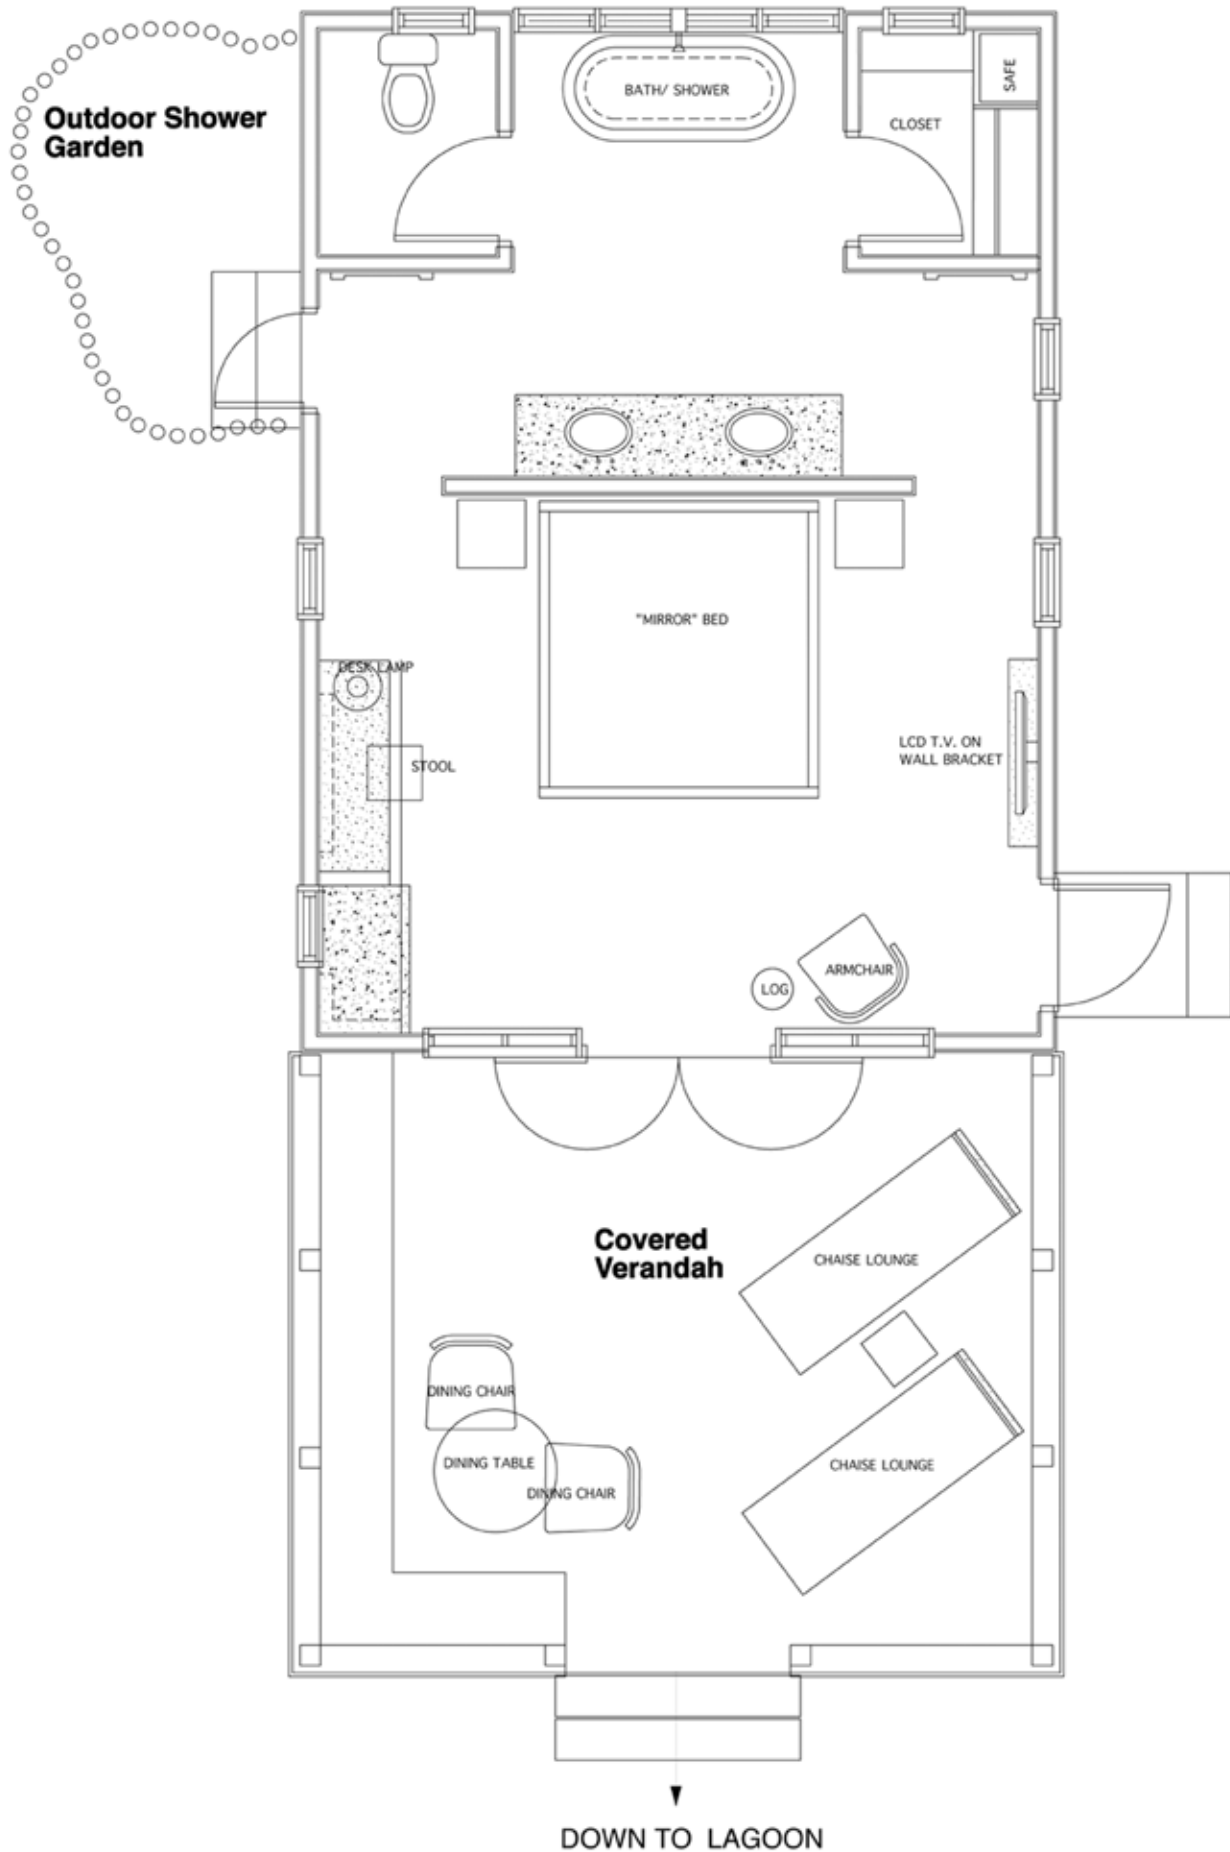 BATH/ SHOWER
SAFE
Outdoor Shower
Garden
CLOSET
"MIRROR" BED
DESK LAMP
STOOL
LCD T.V. ON
WALL BRACKET
LOG
ARMCHAIR
Covered
Verandah
CHAISE LOUNGE
DINING CHAIR
DINING TABLE
DINING CHAIR
CHAISE LOUNGE
DOWN TO LAGOON